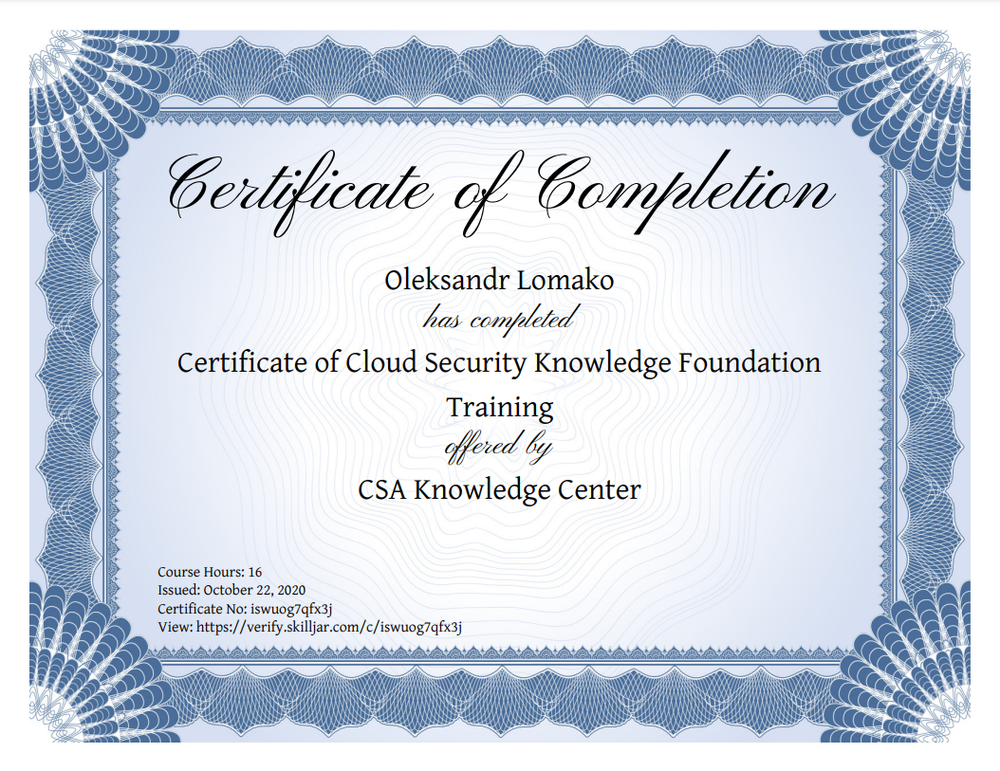 Certificate of Completion
Oleksandr Lomako
has completed
Certificate of Cloud Security Knowledge Foundation
Training
offered by
CSA Knowledge Center
Course Hours: 16
Issued: October 22, 2020
Certificate No: iswuog7qfx3j
View: https://verify.skilljar.com/c/iswuog7qfx3j